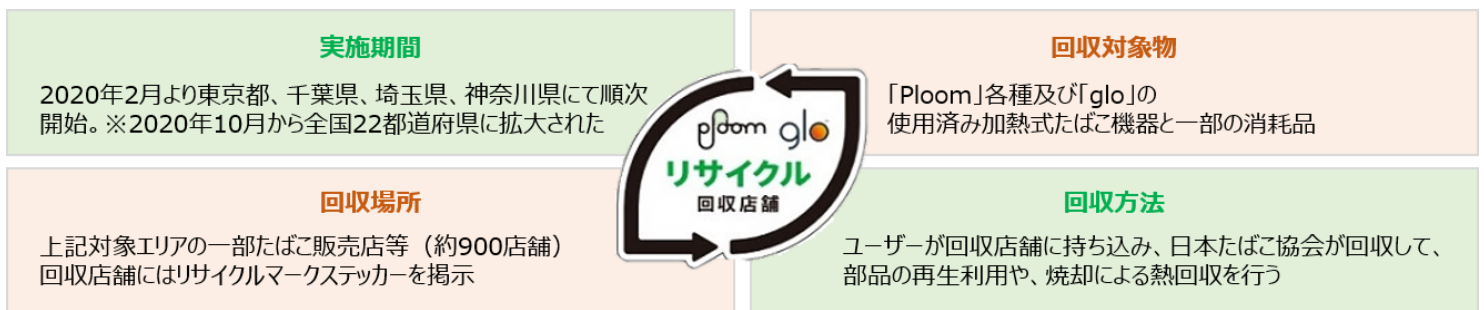 実施期間
2020年2月より東京都、千葉県、埼玉県、神奈川県にて順次
開始。※2020年10月から全国22都道府県に拡大された
回収対象物
「Ploom」各種及び「glo」の
使用済み加熱式たばこ機器と一部の消耗品
ploom glo
リサイクル
回収店舗
回収場所
上記対象エリアの一部たばこ販売店等（約900店舗）
回収店舗にはリサイクルマークステッカーを掲示
回収方法
ユーザーが回収店舗に持ち込み、日本たばこ協会が回収して、
部品の再生利用や、焼却による熱回収を行う